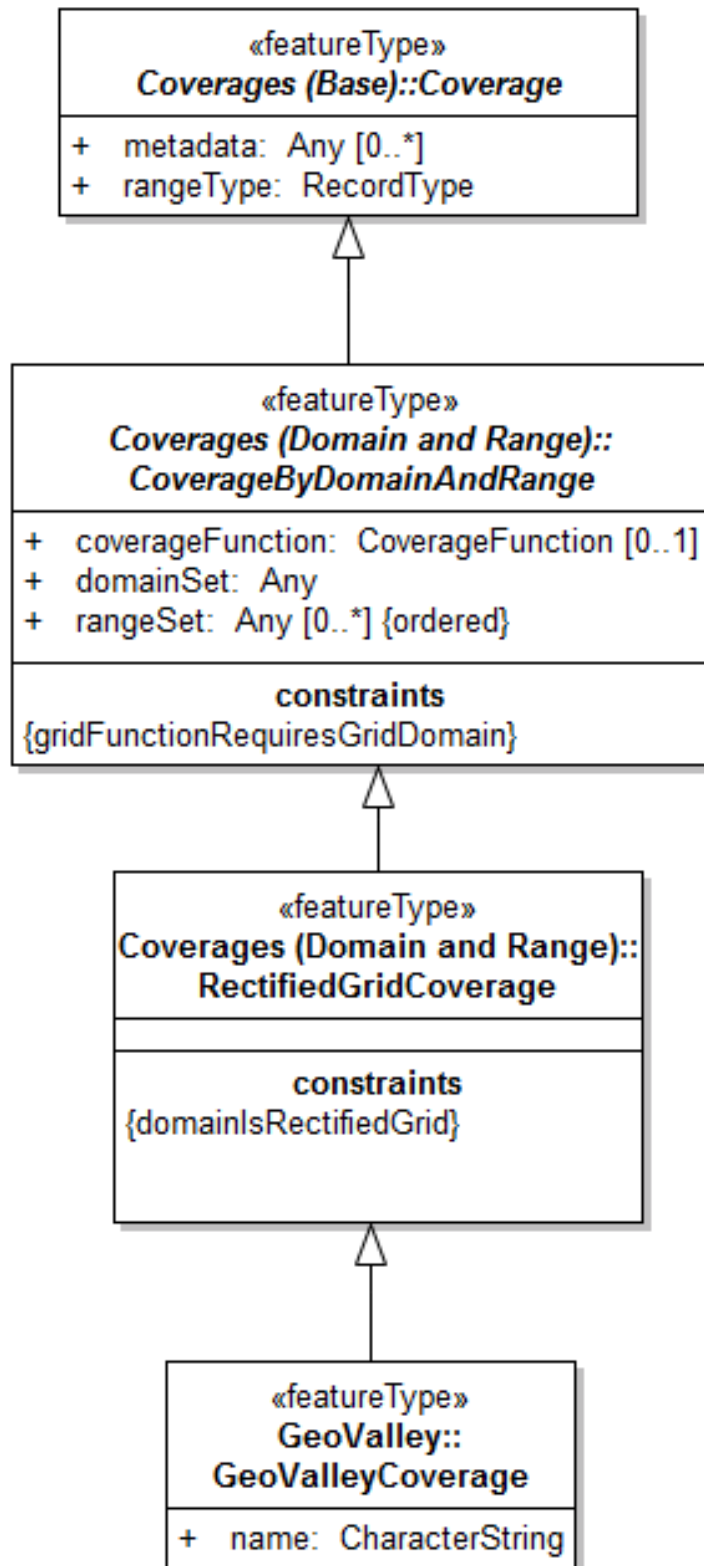 «featureType»
Coverages (Base)::Coverage
+ metadata: Any [0..*]
+ rangeType: RecordType
«featureType»
Coverages (Domain and Range)::
CoverageByDomainAndRange
+ coverageFunction: CoverageFunction [0..1]
+ domainSet: Any
+ rangeSet: Any [0..*] {ordered}
constraints
{gridFunctionRequiresGridDomain}
«featureType»
Coverages (Domain and Range)::
RectifiedGridCoverage
constraints
{domainIsRectifiedGrid}
«featureType»
GeoValley::
GeoValleyCoverage
+ name: CharacterString